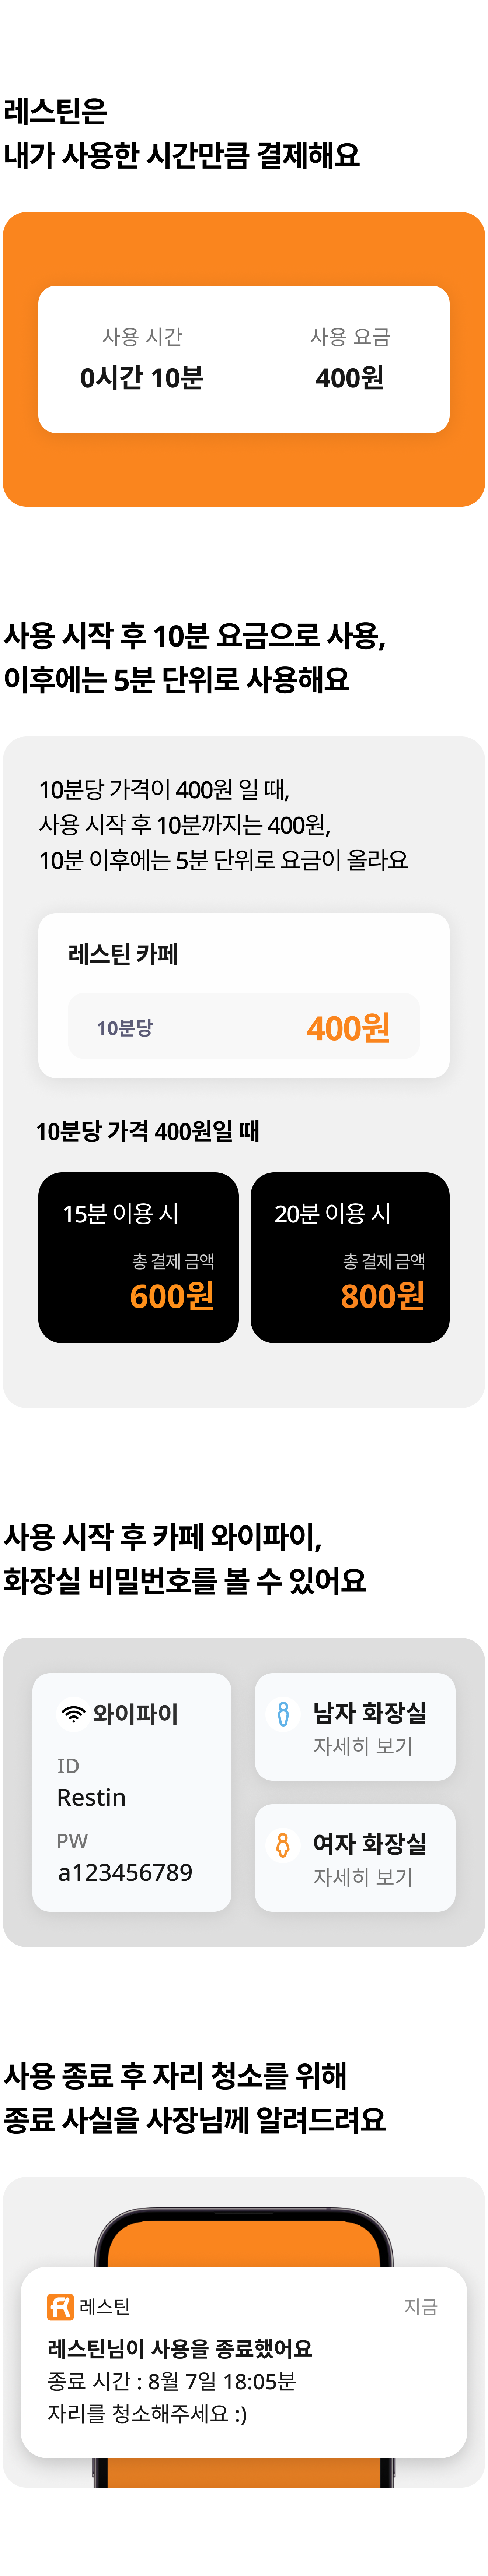 레스틴은
내가 사용한 시간만큼 결제해요
사용 시간
사용 요금
0시간 10분
400원
사용 시작 후 10분 요금으로 사용,
이후에는 5분 단위로 사용해요
10분당 가격이 400원 일 때,
사용 시작 후 10분까지는 400원,
10분 이후에는 5분 단위로 요금이 올라요
레스틴 카페
10분당
400원
10분당 가격 400원일 때
15분 이용 시
총 결제 금액
600원
20분 이용 시
총 결제 금액
800원
사용 시작 후 카페 와이파이,
화장실 비밀번호를 볼 수 있어요
와이파이
ID
Restin
PW
a123456789
남자 화장실
자세히 보기
여자 화장실
자세히 보기
사용 종료 후 자리 청소를 위해
종료 사실을 사장님께 알려드려요
레스틴
지금
레스틴님이 사용을 종료했어요
종료 시간 : 8월 7일 18:05분
자리를 청소해주세요 :)